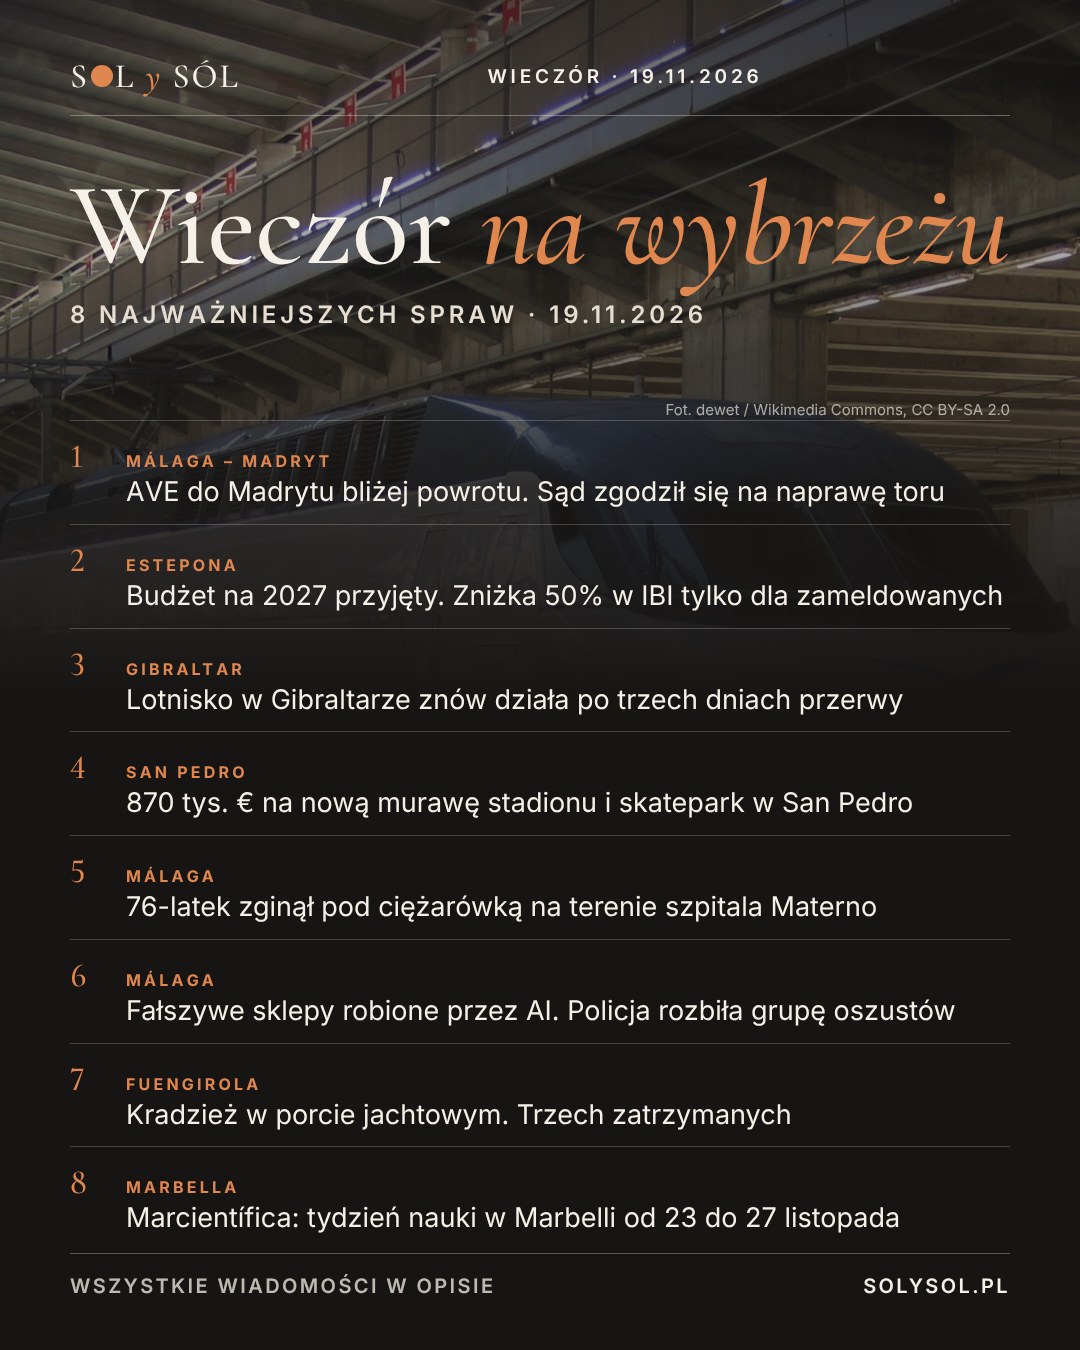 SOL y SÓL
WIECZÓR · 19.11.2026
Wieczór na wybrzeżu
8 NAJWAŻNIEJSZYCH SPRAW · 19.11.2026
Fot. dewet / Wikimedia Commons, CC BY-SA 2.0
1 MÁLAGA – MADRYT
AVE do Madrytu bliżej powrotu. Sąd zgodził się na naprawę toru
2 ESTEPONA
Budżet na 2027 przyjęty. Zniżka 50% w IBI tylko dla zameldowanych
3 GIBRALTAR
Lotnisko w Gibraltarze znów działa po trzech dniach przerwy
4 SAN PEDRO
870 tys. € na nową murawę stadionu i skatepark w San Pedro
5 MÁLAGA
76-latek zginął pod ciężarówką na terenie szpitala Materno
6 MÁLAGA
Fałszywe sklepy robione przez AI. Policja rozbiła grupę oszustów
7 FUENGIROLA
Kradzież w porcie jachtowym. Trzech zatrzymanych
8 MARBELLA
Marcientífica: tydzień nauki w Marbelli od 23 do 27 listopada
WSZYSTKIE WIADOMOŚCI W OPISIE
SOLYSOL.PL